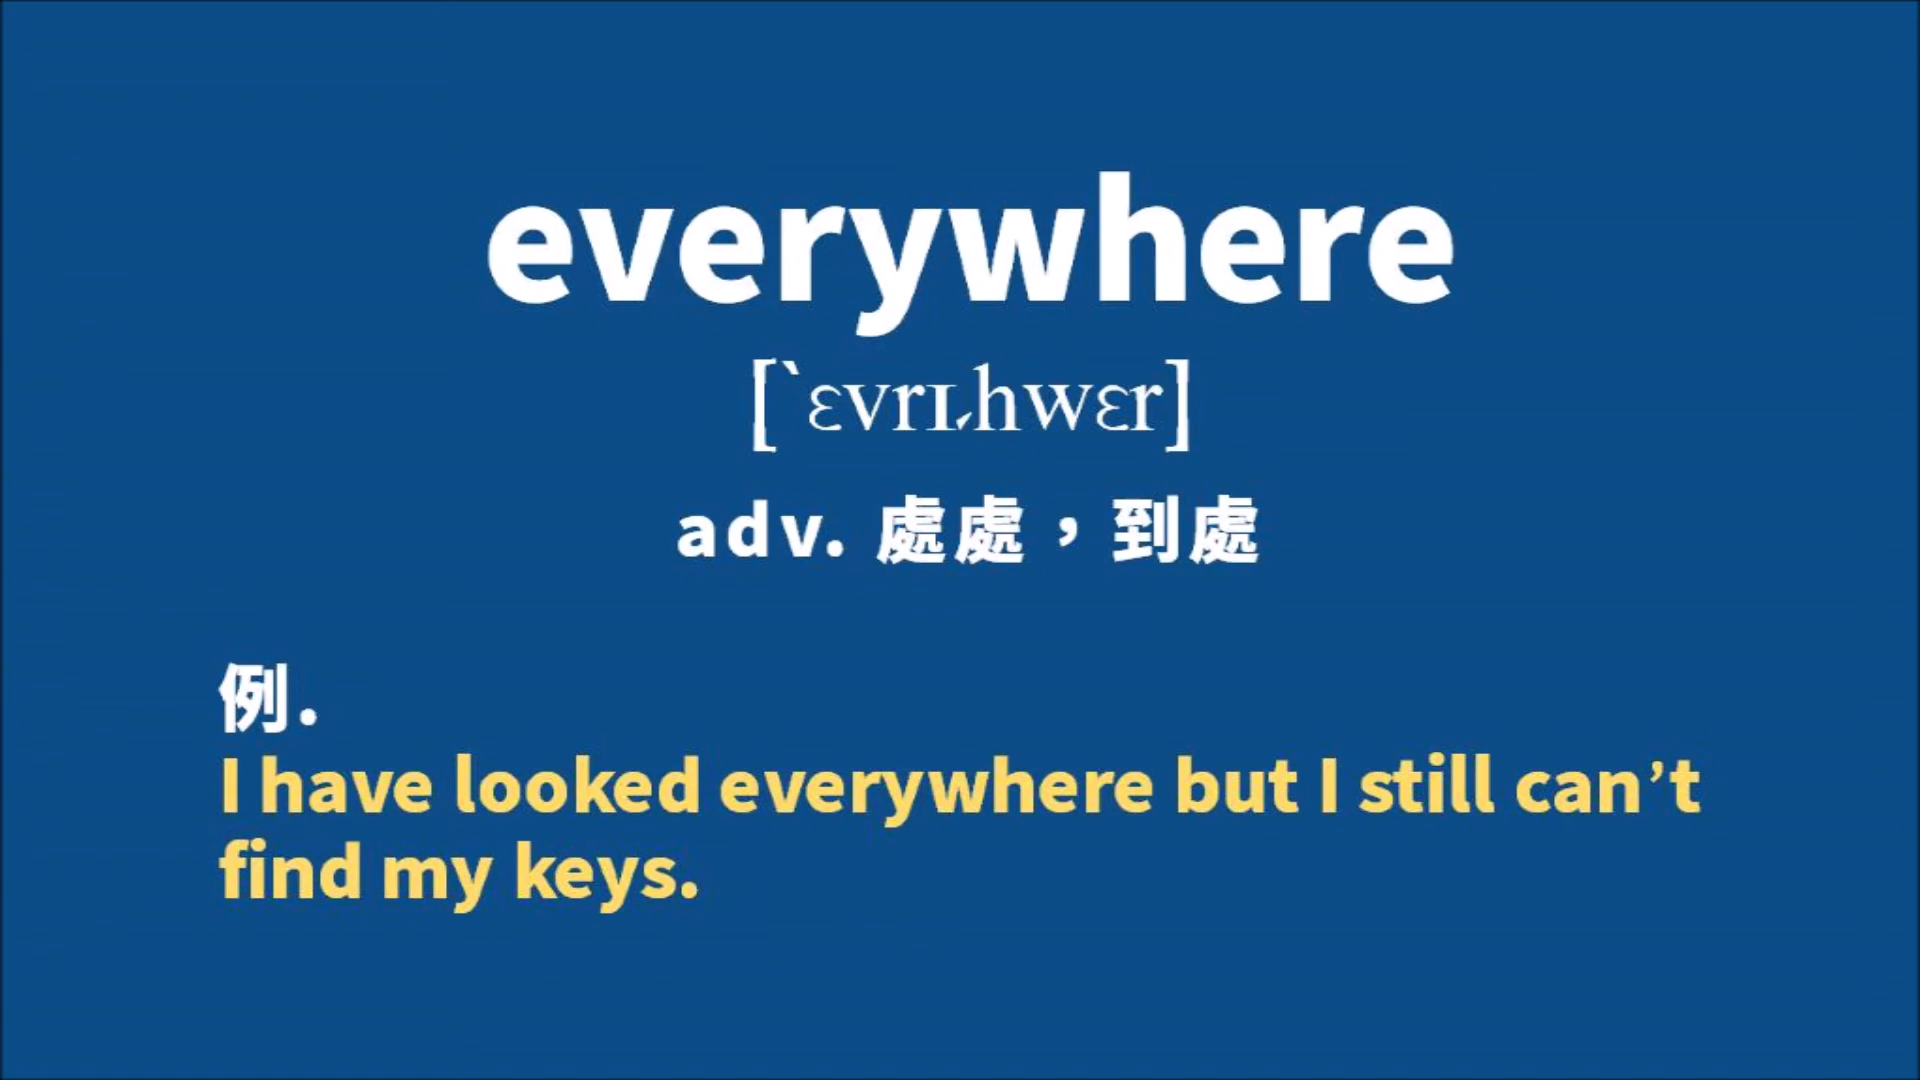 everywhere
[ˋɛvrɪˏhwɛr]
adv. 處處，到處
例.
I have looked everywhere but I still can’t
find my keys.